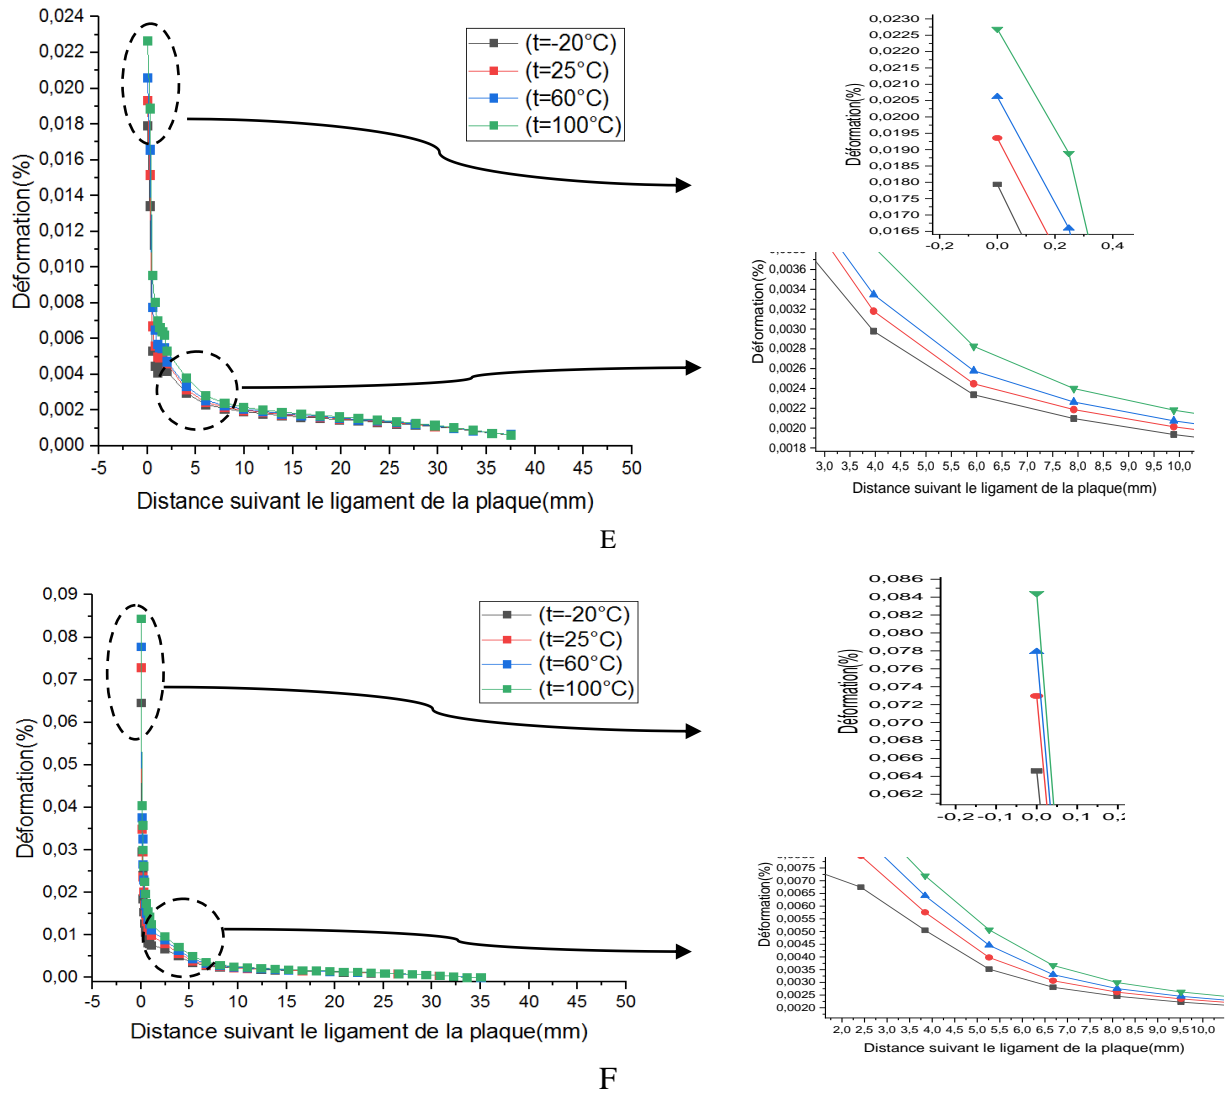 0,024
0,022
0,020
0,018
0,016
0,014
0,012
0,010
0,008
0,006
0,004
0,002
0,000
Déformation(%)
-5 0 5 10 15 20 25 30 35 40 45 50
Distance suivant le ligament de la plaque(mm)
(t=-20°C)
(t=25°C)
(t=60°C)
(t=100°C)
0,0230
0,0225
0,0210
0,0205
0,0200
0,0195
0,0185
0,0180
0,0170
0,0165
Déformation(%)
-0,2 0,0 0,2 0,4
0,0036
0,0034
0,0030
0,0028
0,0024
0,0022
0,0020
0,0018
Déformation(%)
3,0 3,5 4,0 4,5 5,0 5,5 6,0 6,5 7,0 7,5 8,0 8,5 9,0 9,5 10,0
Distance suivant le ligament de la plaque(mm)
E
0,09
0,08
0,07
0,06
0,05
0,04
0,03
0,02
0,01
0,00
Déformation(%)
-5 0 5 10 15 20 25 30 35 40 45 50
Distance suivant le ligament de la plaque(mm)
(t=-20°C)
(t=25°C)
(t=60°C)
(t=100°C)
0,086
0,084
0,082
0,080
0,078
0,076
0,074
0,072
0,070
0,068
0,066
0,064
0,062
Déformation(%)
-0,2 -0,1 0,0 0,1
0,0075
0,0070
0,0065
0,0060
0,0055
0,0050
0,0045
0,0040
0,0035
0,0030
0,0025
0,0020
Déformation(%)
2,0 2,5 3,0 3,5 4,0 4,5 5,0 5,5 6,0 6,5 7,0 7,5 8,0 8,5 9,0 9,5 10,0
Distance suivant le ligament de la plaque(mm)
F